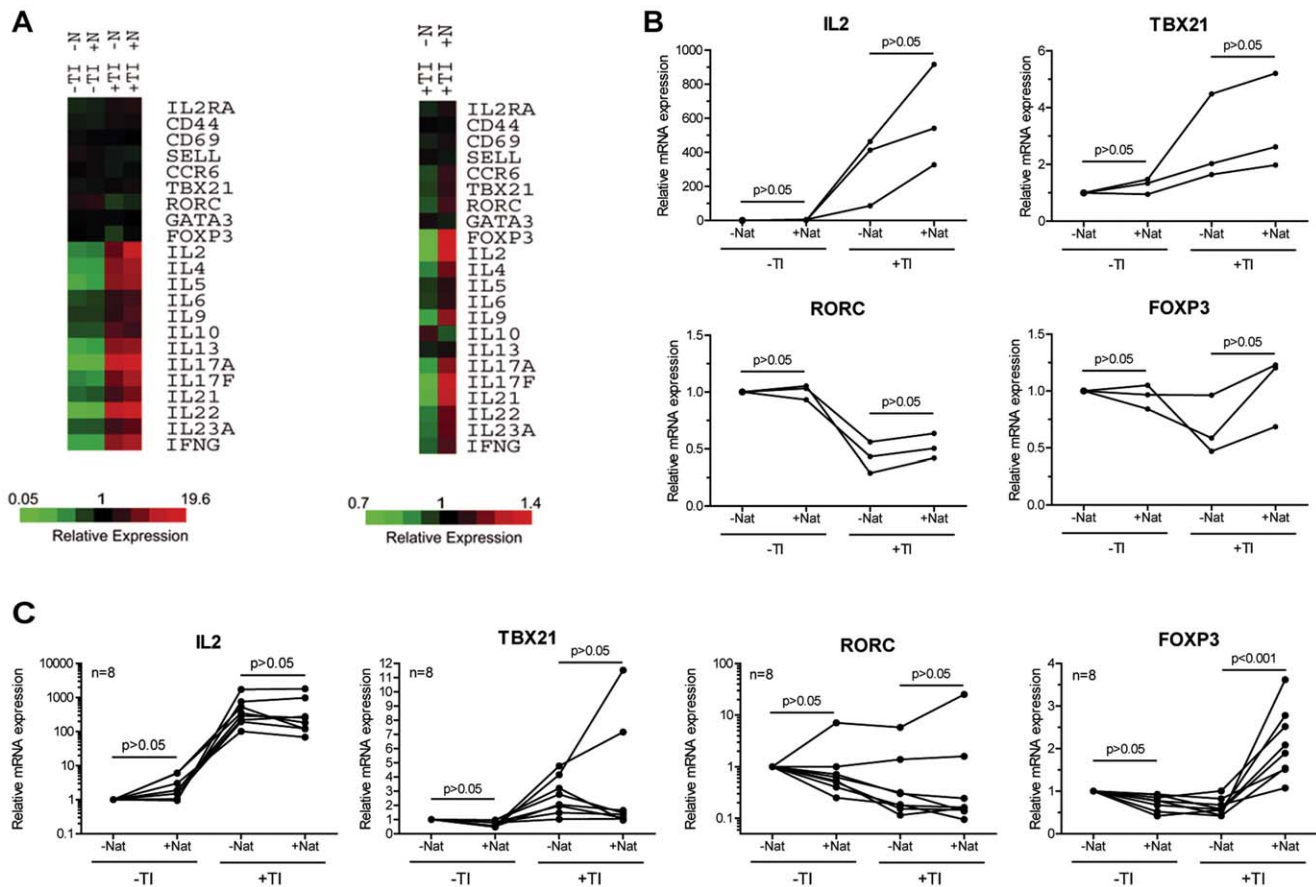 A
-TI -N
-TI +N
+TI -N
+TI +N
IL2RA
CD44
CD69
SELL
CCR6
TBX21
RORC
GATA3
FOXP3
IL2
IL4
IL5
IL6
IL9
IL10
IL13
IL17A
IL17F
IL21
IL22
IL23A
IFNG
0.05 1 19.6
Relative Expression
+TI -N
+TI +N
IL2RA
CD44
CD69
SELL
CCR6
TBX21
RORC
GATA3
FOXP3
IL2
IL4
IL5
IL6
IL9
IL10
IL13
IL17A
IL17F
IL21
IL22
IL23A
IFNG
0.7 1 1.4
Relative Expression
B
IL2
Relative mRNA expression
1000
800
600
400
200
0
p>0.05
p>0.05
-Nat +Nat -Nat +Nat
-TI +TI
TBX21
Relative mRNA expression
6
4
2
0
p>0.05
p>0.05
-Nat +Nat -Nat +Nat
-TI +TI
RORC
Relative mRNA expression
1.5
1.0
0.5
0.0
p>0.05
p>0.05
-Nat +Nat -Nat +Nat
-TI +TI
FOXP3
Relative mRNA expression
1.5
1.0
0.5
0.0
p>0.05
p>0.05
-Nat +Nat -Nat +Nat
-TI +TI
C
IL2
Relative mRNA expression
10000
1000
100
10
1
0.1
n=8
p>0.05
p>0.05
-Nat +Nat -Nat +Nat
-TI +TI
TBX21
Relative mRNA expression
12
11
10
9
8
7
6
5
4
3
2
1
0
n=8
p>0.05
p>0.05
-Nat +Nat -Nat +Nat
-TI +TI
RORC
Relative mRNA expression
100
10
1
0.1
n=8
p>0.05
p>0.05
-Nat +Nat -Nat +Nat
-TI +TI
FOXP3
Relative mRNA expression
4
3
2
1
0
n=8
p>0.05
p<0.001
-Nat +Nat -Nat +Nat
-TI +TI